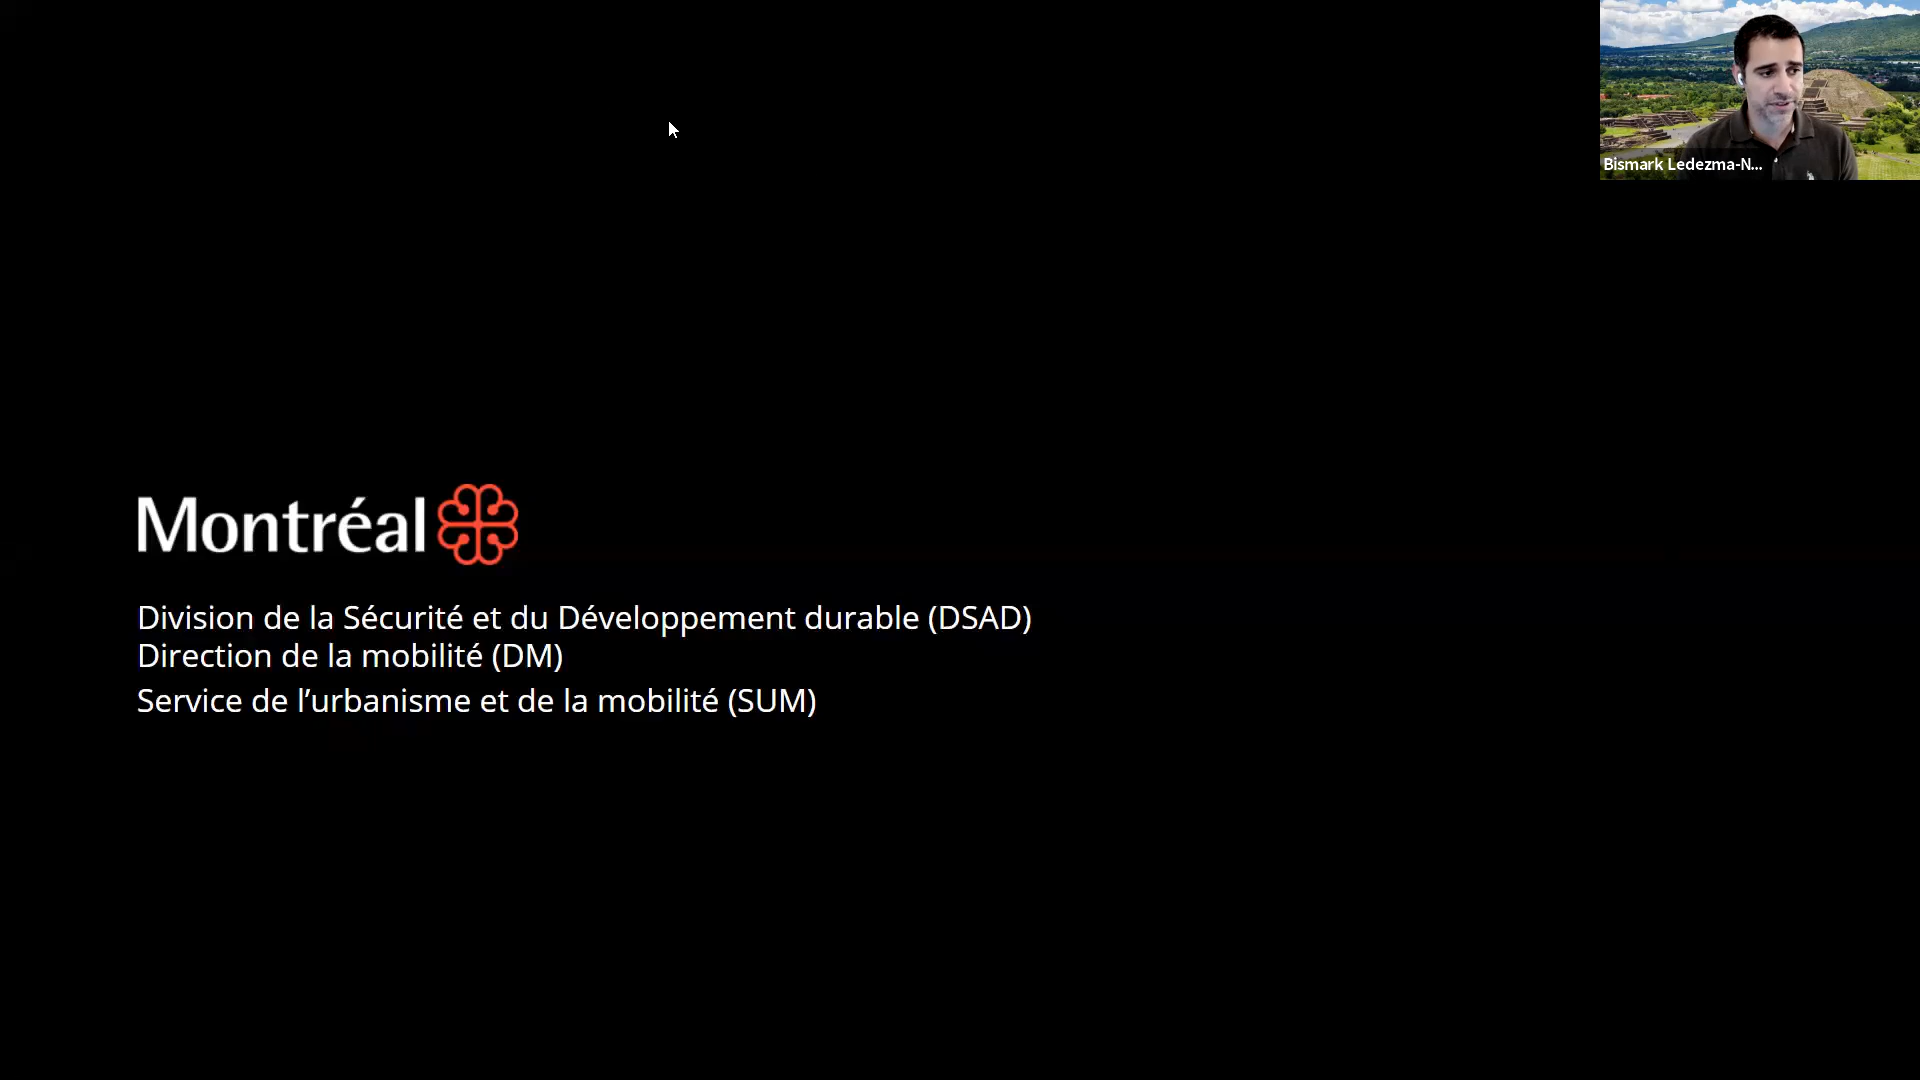 Bismark Ledezma-N...
Montréal
Division de la Sécurité et du Développement durable (DSAD)
Direction de la mobilité (DM)
Service de l’urbanisme et de la mobilité (SUM)